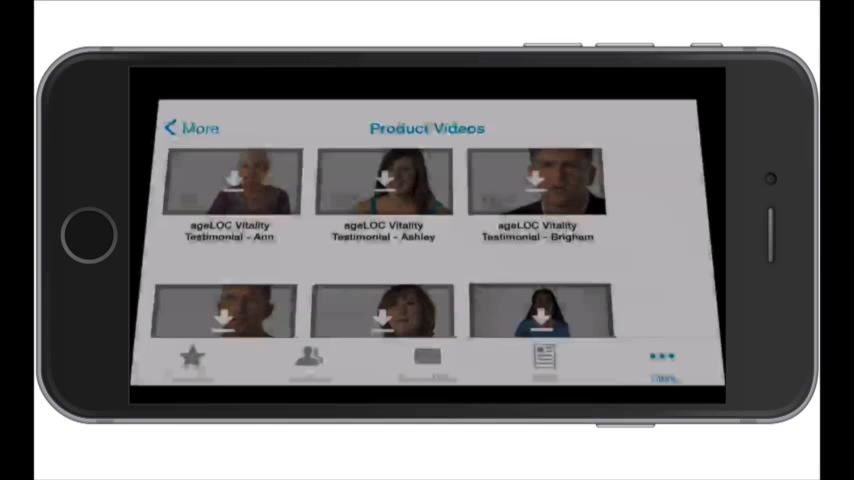 More
Product Videos
ageLOC Vitality
Testimonial - Ann
ageLOC Vitality
Testimonial - Ashley
ageLOC Vitality
Testimonial - Brigham